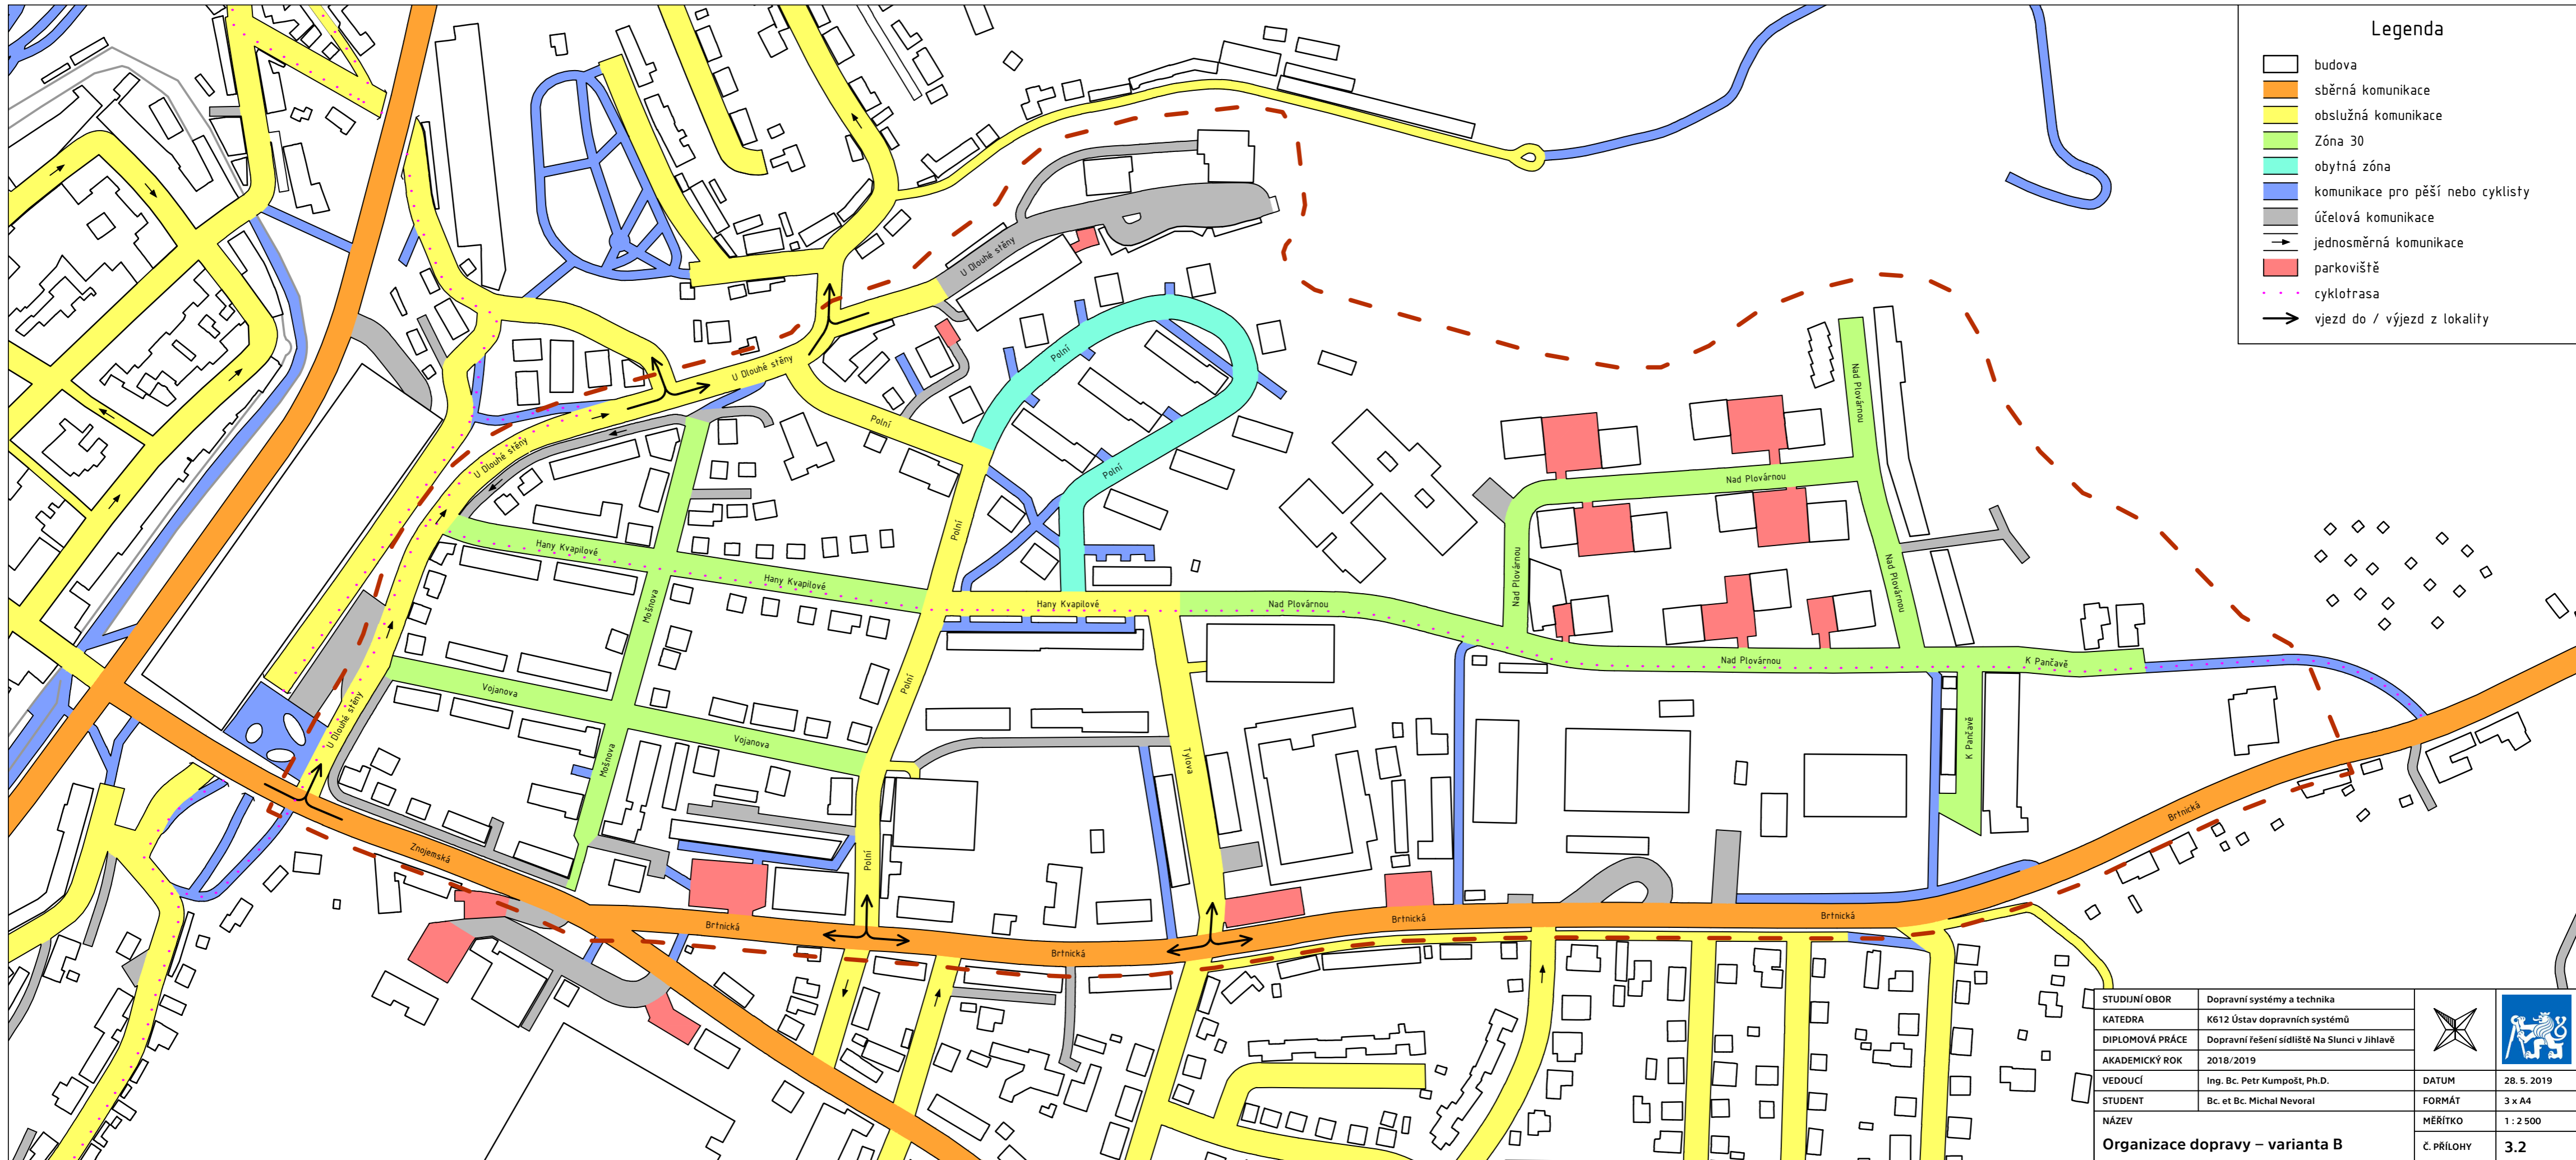 Legenda
budova
sběrná komunikace
obslužná komunikace
Zóna 30
obytná zóna
komunikace pro pěší nebo cyklisty
účelová komunikace
jednosměrná komunikace
parkoviště
cyklotrasa
vjezd do / výjezd z lokality
U Dlouhé stěny
U Dlouhé stěny
U Dlouhé stěny
U Dlouhé stěny
Polní
Polní
Polní
Polní
Polní
Polní
Hany Kvapilové
Hany Kvapilové
Hany Kvapilové
Mošnova
Mošnova
Vojanova
Vojanova
Tylova
Nad Plovárnou
Nad Plovárnou
Nad Plovárnou
Nad Plovárnou
Nad Plovárnou
Nad Plovárnou
K Pančavě
K Pančavě
Znojemská
Brtnická
Brtnická
Brtnická
Brtnická
Brtnická
STUDIJNÍ OBOR Dopravní systémy a technika
KATEDRA K612 Ústav dopravních systémů
DIPLOMOVÁ PRÁCE Dopravní řešení sídliště Na Slunci v Jihlavě
AKADEMICKÝ ROK 2018/2019
VEDOUCÍ Ing. Bc. Petr Kumpošt, Ph.D. DATUM 28. 5. 2019
STUDENT Bc. et Bc. Michal Nevoral FORMÁT 3 x A4
NÁZEV MĚŘÍTKO 1 : 2 500
Organizace dopravy – varianta B Č. PŘÍLOHY 3.2